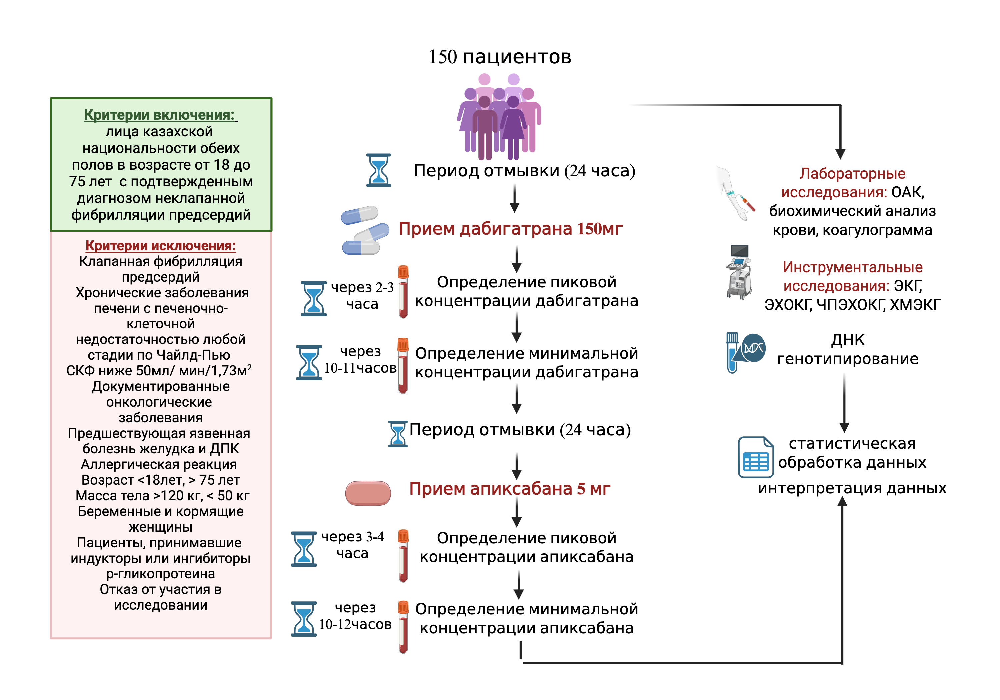 150 пациентов
Критерии включения:
лица казахской
национальности обеих
полов в возрасте от 18 до
75 лет с подтвержденным
диагнозом неклапанной
фибрилляции предсердий
Критерии исключения:
Клапанная фибрилляция
предсердий
Хронические заболевания
печени с печеночно-
клеточной
недостаточностью любой
стадии по Чайлд-Пью
СКФ ниже 50мл/ мин/1,73м²
Документированные
онкологические
заболевания
Предшествующая язвенная
болезнь желудка и ДПК
Аллергическая реакция
Возраст <18лет, > 75 лет
Масса тела >120 кг, < 50 кг
Беременные и кормящие
женщины
Пациенты, принимавшие
индукторы или ингибиторы
р-гликопротеина
Отказ от участия в
исследовании
Период отмывки (24 часа)
Прием дабигатрана 150мг
через 2-3
часа
Определение пиковой
концентрации дабигатрана
через
10-11часов
Определение минимальной
концентрации дабигатрана
Период отмывки (24 часа)
Прием апиксабана 5 мг
через 3-4
часа
Определение пиковой
концентрации апиксабана
через
10-12часов
Определение минимальной
концентрации апиксабана
Лабораторные
исследования: ОАК,
биохимический анализ
крови, коагулограмма
Инструментальные
исследования: ЭКГ,
ЭХОКГ, ЧПЭХОКГ, ХМЭКГ
ДНК
генотипирование
статистическая
обработка данных
интерпретация данных